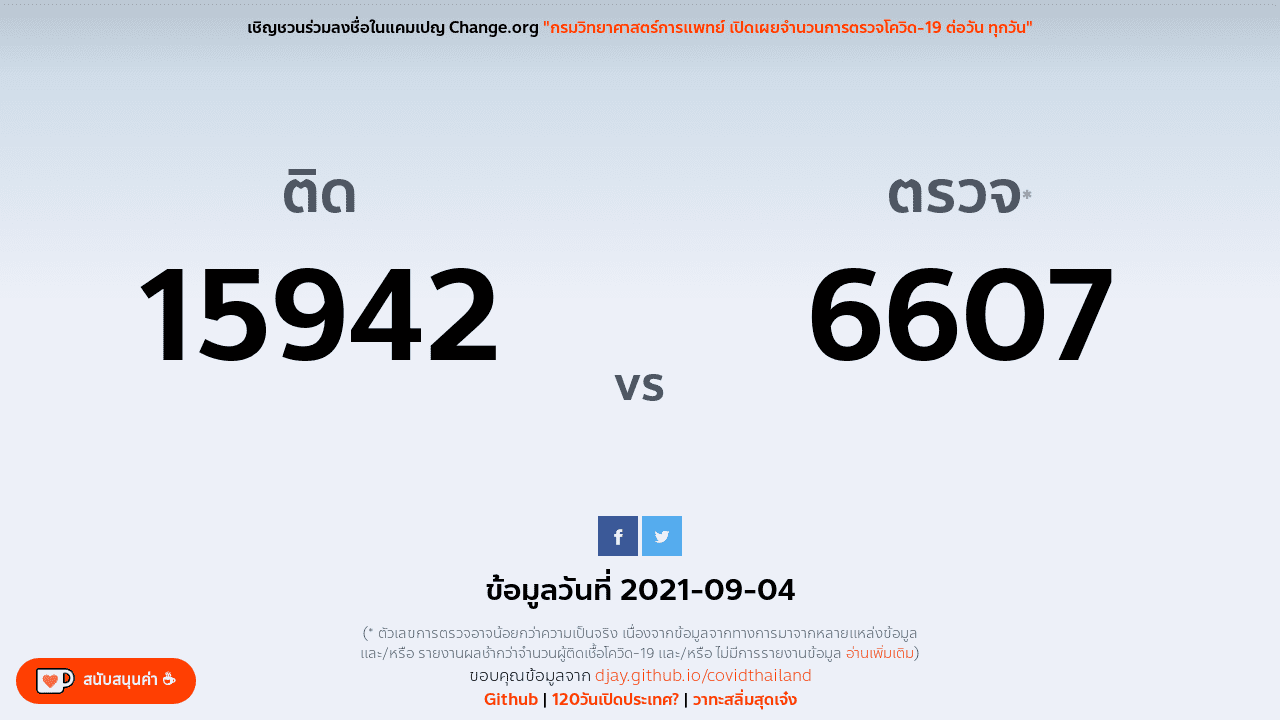 เชิญชวนร่วมลงชื่อในแคมเปญ Change.org "กรมวิทยาศาสตร์การแพทย์ เปิดเผยจำนวนการตรวจโควิด-19 ต่อวัน ทุกวัน"
ติด
ตรวจ*
15942
6607
vs
ข้อมูลวันที่ 2021-09-04
(* ตัวเลขการตรวจอาจน้อยกว่าความเป็นจริง เนื่องจากข้อมูลจากทางการมาจากหลายแหล่งข้อมูล
และ/หรือ รายงานผลช้ากว่าจำนวนผู้ติดเชื้อโควิด-19 และ/หรือ ไม่มีการรายงานข้อมูล อ่านเพิ่มเติม)
ขอบคุณข้อมูลจาก djay.github.io/covidthailand
Github | 120วันเปิดประเทศ? | วาทะสลิ่มสุดเจ๋ง
สนับสนุนค่า ☕